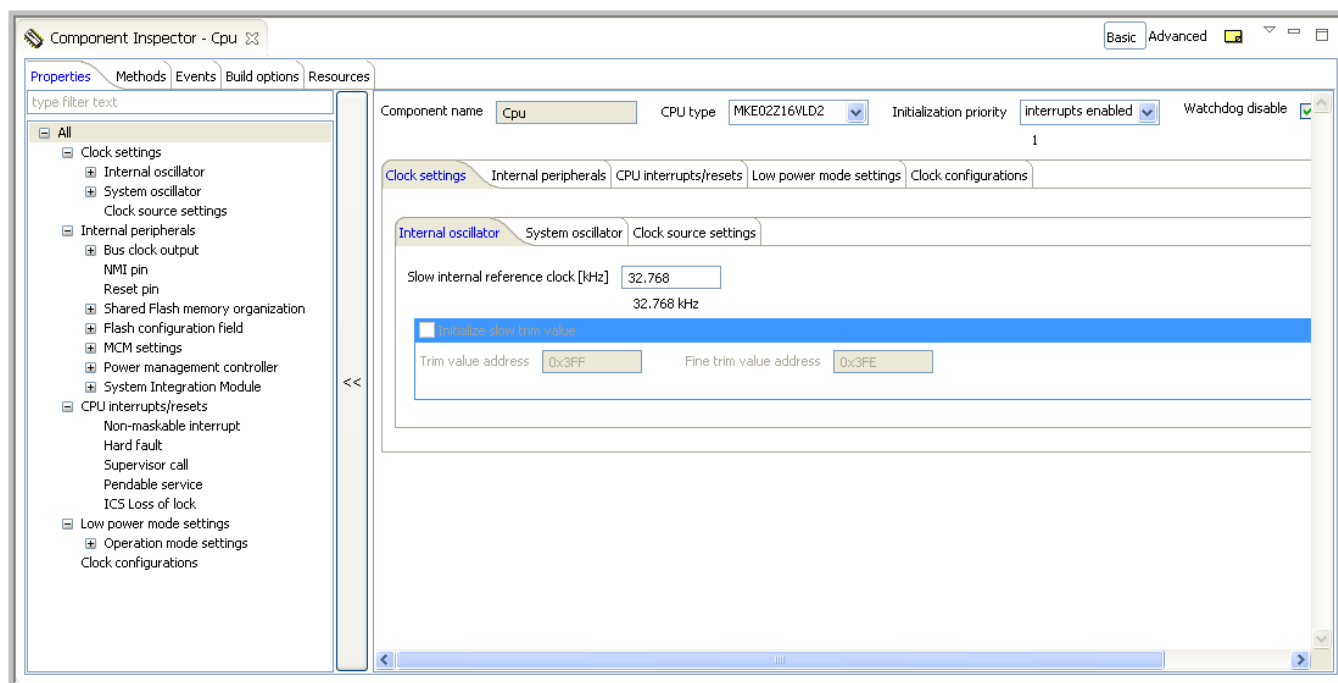 Component Inspector - Cpu
Basic Advanced
Properties Methods Events Build options Resources
type filter text
All
Clock settings
Internal oscillator
System oscillator
Clock source settings
Internal peripherals
Bus clock output
NMI pin
Reset pin
Shared Flash memory organization
Flash configuration field
MCM settings
Power management controller
System Integration Module
CPU interrupts/resets
Non-maskable interrupt
Hard fault
Supervisor call
Pendable service
ICS Loss of lock
Low power mode settings
Operation mode settings
Clock configurations
<<
Component name Cpu CPU type MKE02Z16VLD2 Initialization priority interrupts enabled Watchdog disable
1
Clock settings Internal peripherals CPU interrupts/resets Low power mode settings Clock configurations
Internal oscillator System oscillator Clock source settings
Slow internal reference clock [kHz] 32.768
32.768 kHz
Initialize slow trim value
Trim value address 0x3FF Fine trim value address 0x3FE